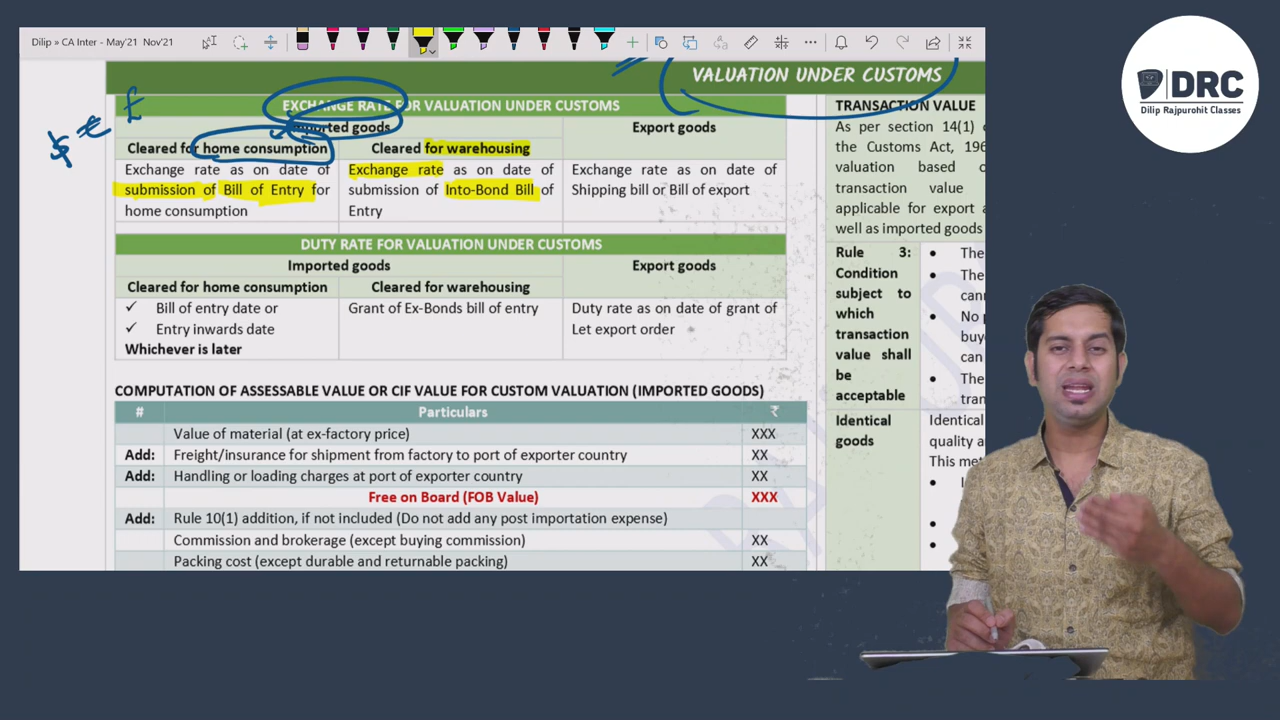 Dilip » CA Inter - May'21 Nov'21
DRC
Dilip Rajpurohit Classes
VALUATION UNDER CUSTOMS
$ € £
EXCHANGE RATE FOR VALUATION UNDER CUSTOMS
Imported goods
Export goods
Cleared for home consumption
Cleared for warehousing
Exchange rate as on date of submission of Bill of Entry for home consumption
Exchange rate as on date of submission of Into-Bond Bill of Entry
Exchange rate as on date of Shipping bill or Bill of export
DUTY RATE FOR VALUATION UNDER CUSTOMS
Imported goods
Export goods
Cleared for home consumption
Cleared for warehousing
✓ Bill of entry date or
✓ Entry inwards date
Whichever is later
Grant of Ex-Bonds bill of entry
Duty rate as on date of grant of Let export order
COMPUTATION OF ASSESSABLE VALUE OR CIF VALUE FOR CUSTOM VALUATION (IMPORTED GOODS)
# Particulars ₹
Value of material (at ex-factory price) XXX
Add: Freight/insurance for shipment from factory to port of exporter country XX
Add: Handling or loading charges at port of exporter country XX
Free on Board (FOB Value) XXX
Add: Rule 10(1) addition, if not included (Do not add any post importation expense)
Commission and brokerage (except buying commission) XX
Packing cost (except durable and returnable packing) XX
TRANSACTION VALUE
As per section 14(1)
the Customs Act,
valuation based
transaction value
applicable for export
well as imported goods
Rule 3:
Condition
subject to
which
transaction
value shall
be
acceptable
• The
• The
• No
• The
Identical
goods
Identical
quality
This